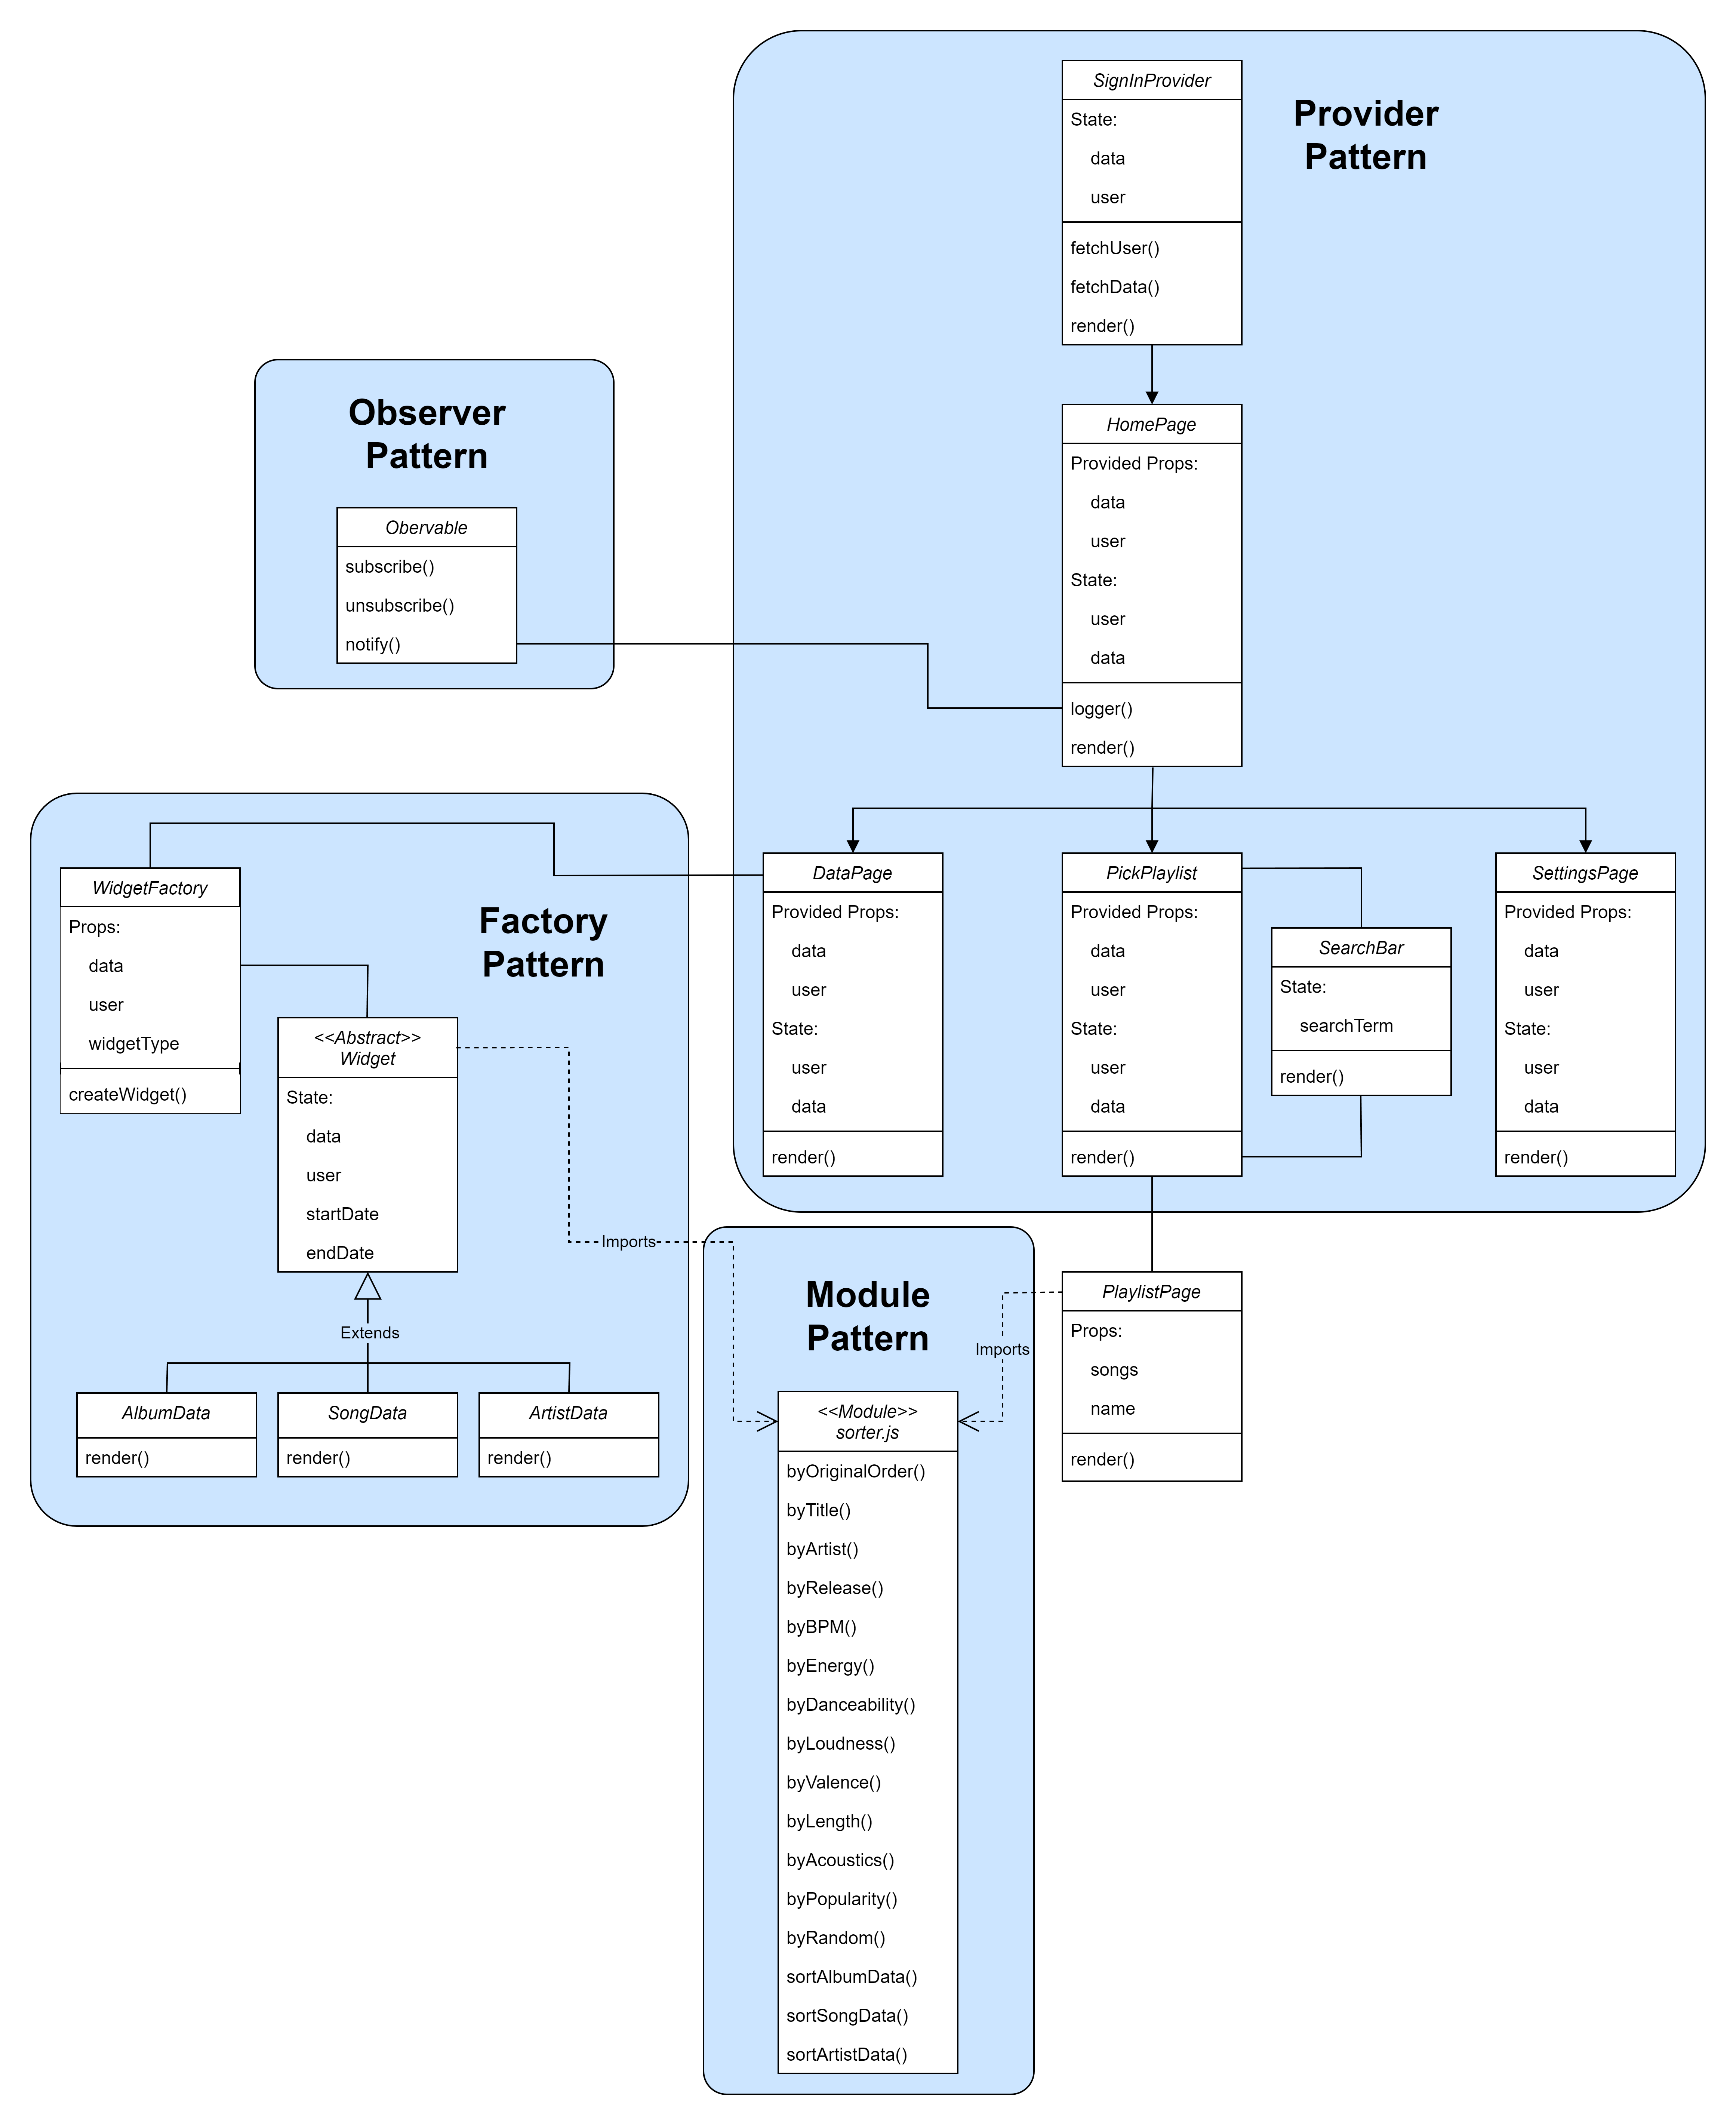 SignInProvider
State:
data
user
fetchUser()
fetchData()
render()
Provider
Pattern
HomePage
Provided Props:
data
user
State:
user
data
logger()
render()
Observer
Pattern
Obervable
subscribe()
unsubscribe()
notify()
WidgetFactory
Props:
data
user
widgetType
createWidget()
Factory
Pattern
<<Abstract>>
Widget
State:
data
user
startDate
endDate
Imports
Extends
AlbumData
render()
SongData
render()
ArtistData
render()
DataPage
Provided Props:
data
user
State:
user
data
render()
PickPlaylist
Provided Props:
data
user
State:
user
data
render()
SearchBar
State:
searchTerm
render()
SettingsPage
Provided Props:
data
user
State:
user
data
render()
Module
Pattern
Imports
PlaylistPage
Props:
songs
name
render()
<<Module>>
sorter.js
byOriginalOrder()
byTitle()
byArtist()
byRelease()
byBPM()
byEnergy()
byDanceability()
byLoudness()
byValence()
byLength()
byAcoustics()
byPopularity()
byRandom()
sortAlbumData()
sortSongData()
sortArtistData()